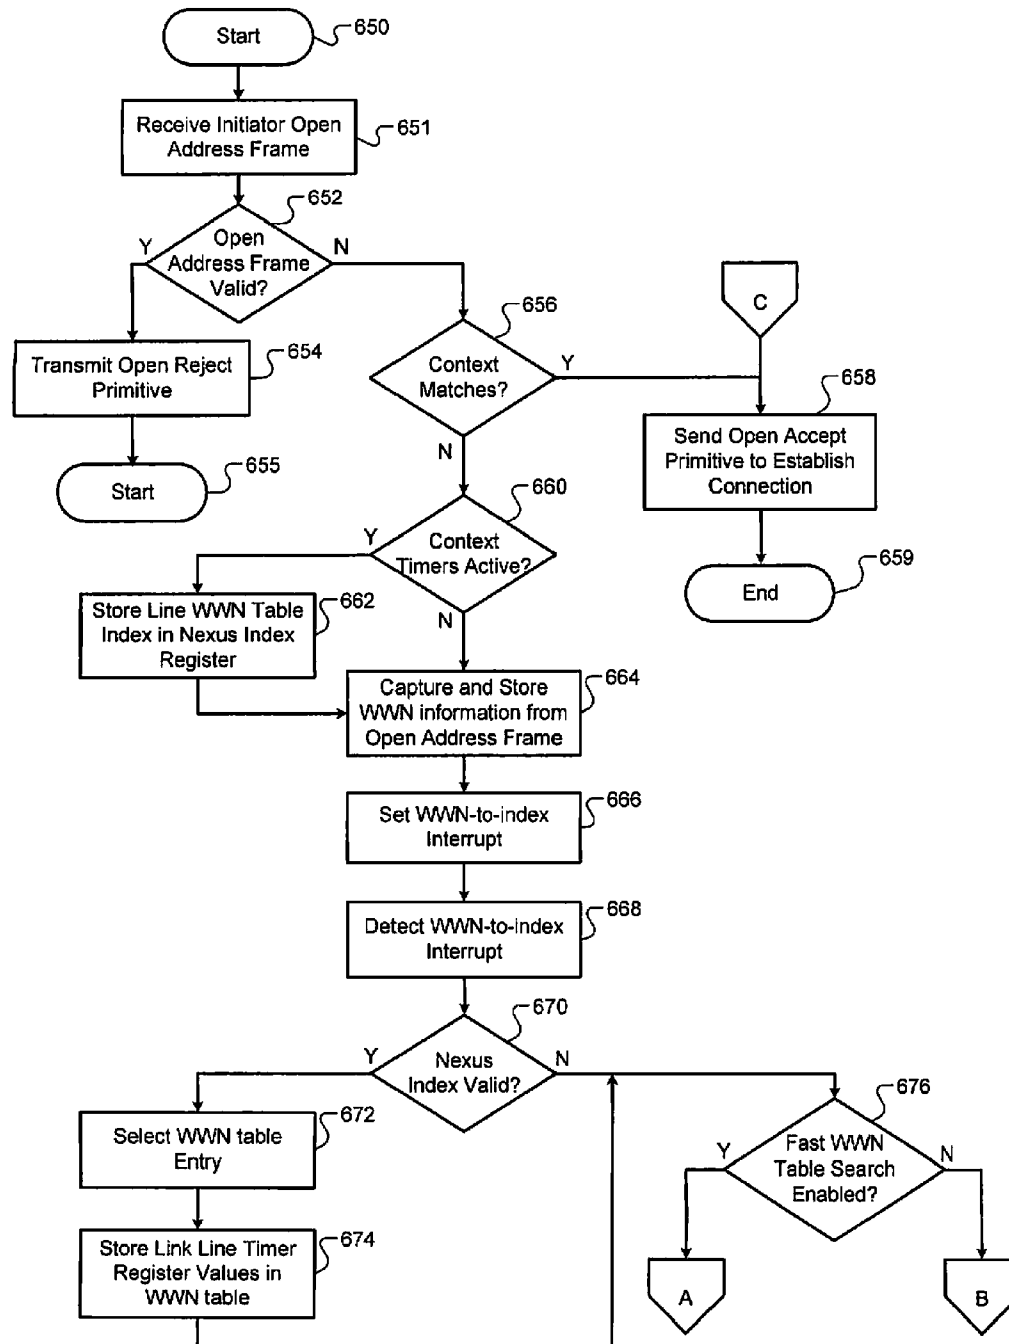 Start
650
Receive Initiator Open
Address Frame
651
652
Open
Address Frame
Valid?
Y
N
Transmit Open Reject
Primitive
654
Start
655
656
Context
Matches?
Y
N
C
Send Open Accept
Primitive to Establish
Connection
658
End
659
660
Context
Timers Active?
Y
N
Store Line WWN Table
Index in Nexus Index
Register
662
Capture and Store
WWN information from
Open Address Frame
664
Set WWN-to-index
Interrupt
666
Detect WWN-to-index
Interrupt
668
670
Nexus
Index Valid?
Y
N
Select WWN table
Entry
672
Store Link Line Timer
Register Values in
WWN table
674
676
Fast WWN
Table Search
Enabled?
Y
N
A
B